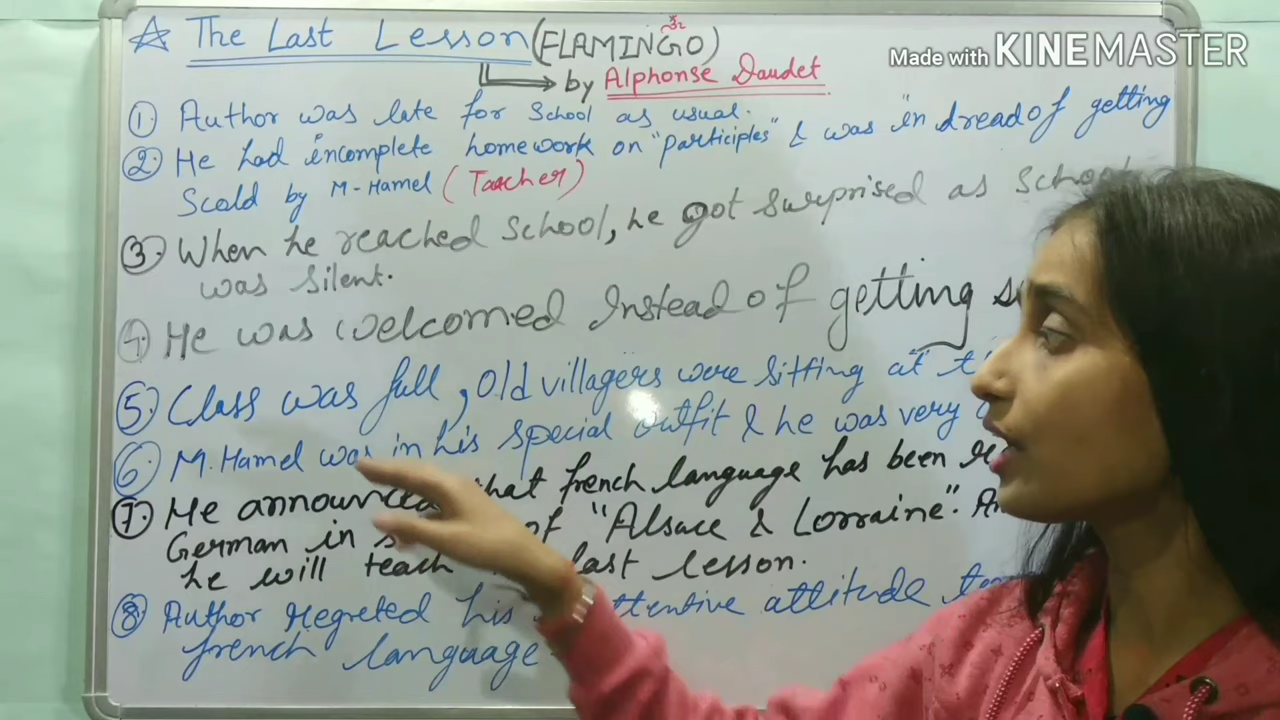 ☆ The Last Lesson (FLAMINGO)
by Alphonse Daudet
Made with KINEMASTER
① Author was late for School as usual.
② He had incomplete homework on "participles" & was in dread of getting
Scold by M-Hamel (Teacher)
③ When he reached School, he got surprised as School
was silent.
④ He was welcomed Instead of getting
⑤ Class was full, Old villagers were sitting at
⑥ M. Hamel was in his special outfit & he was very
⑦ He announced that french language has been
German in of "Alsace & Lorraine".
he will teach last lesson.
⑧ Author regreted his attitude
french language